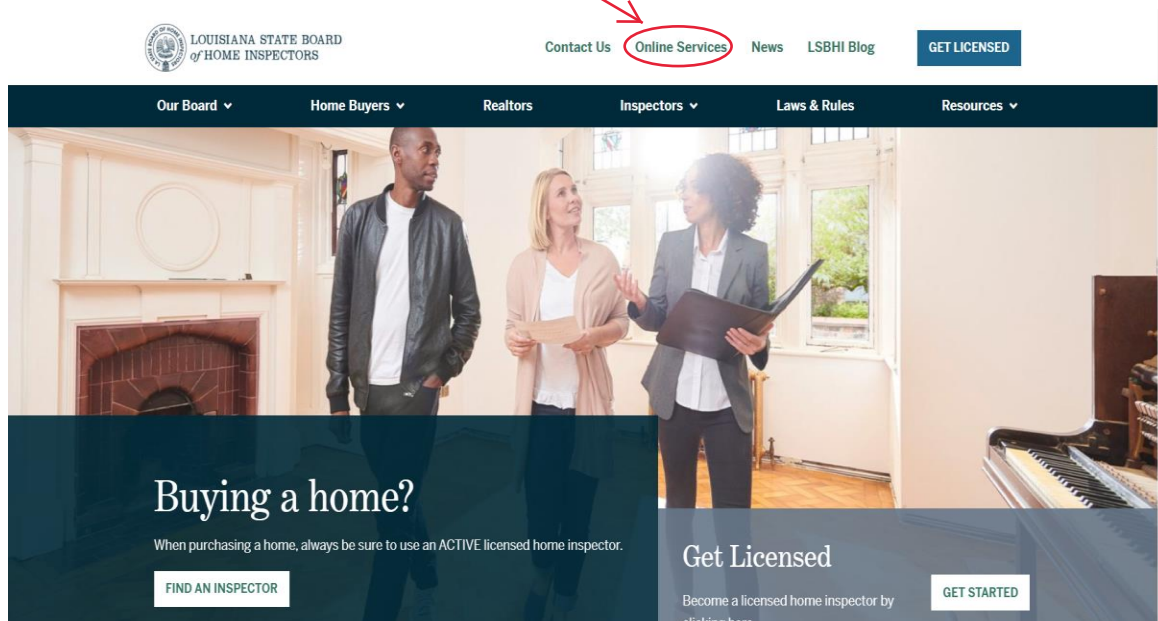 LOUISIANA STATE BOARD
of HOME INSPECTORS
Contact Us Online Services News LSBHI Blog GET LICENSED
Our Board Home Buyers Realtors Inspectors Laws & Rules Resources
Buying a home?
When purchasing a home, always be sure to use an ACTIVE licensed home inspector.
FIND AN INSPECTOR
Get Licensed
Become a licensed home inspector by
clicking here
GET STARTED